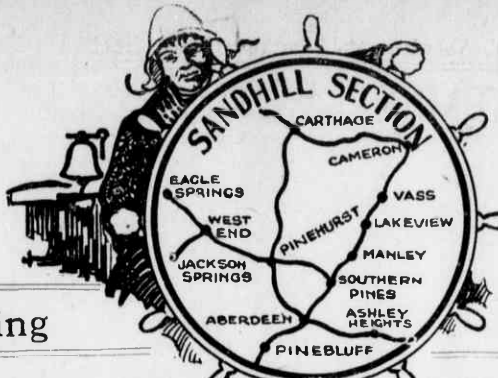 SANDHILL SECTION
CARTHAGE
CAMERON
EAGLE
SPRINGS
VASS
WEST
END
PINEHURST
LAKEVIEW
JACKSON
SPRINGS
MANLEY
SOUTHERN
PINES
ABERDEEN
ASHLEY
HEIGHTS
PINEBLUFF
ing